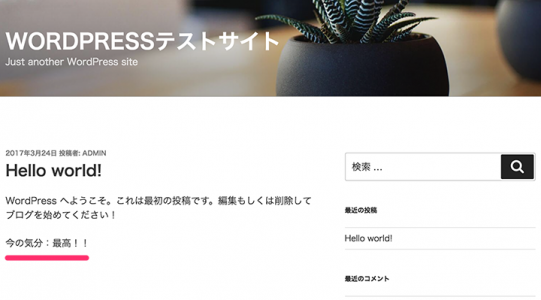 WORDPRESSテストサイト
Just another WordPress site
2017年3月24日 投稿者: ADMIN
Hello world!
WordPress へようこそ。これは最初の投稿です。編集もしくは削除して
ブログを始めてください！
今の気分：最高！！
検索 …
最近の投稿
Hello world!
最近のコメント